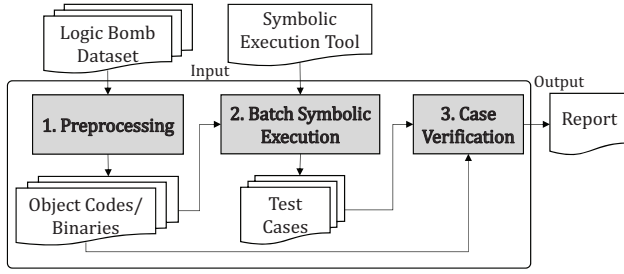 Logic Bomb
Dataset
Symbolic
Execution Tool
Input
Output
1. Preprocessing
2. Batch Symbolic
Execution
3. Case
Verification
Report
Object Codes/
Binaries
Test
Cases